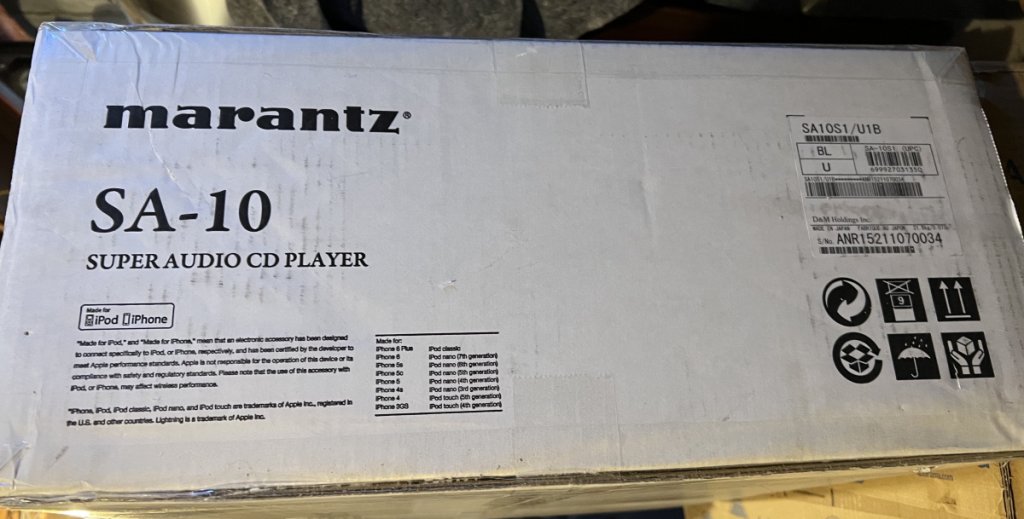 marantz®
SA-10
SUPER AUDIO CD PLAYER
Made for
iPod iPhone
"Made for iPod," and "Made for iPhone," mean that an electronic accessory has been designed
to connect specifically to iPod, or iPhone, respectively, and has been certified by the developer to
meet Apple performance standards. Apple is not responsible for the operation of this device or its
compliance with safety and regulatory standards. Please note that the use of this accessory with
iPod, or iPhone, may affect wireless performance.
"iPhone, iPod, iPod classic, iPod nano, and iPod touch are trademarks of Apple Inc., registered in
the U.S. and other countries. Lightning is a trademark of Apple Inc.
Made for:
iPhone 6 Plus iPod classic
iPhone 6 iPod nano (7th generation)
iPhone 5s iPod nano (6th generation)
iPhone 5c iPod nano (5th generation)
iPhone 5 iPod nano (4th generation)
iPhone 4s iPod nano (3rd generation)
iPhone 4 iPod touch (5th generation)
iPhone 3GS iPod touch (4th generation)
SA10S1/U1B
BL
U
SA-10S1 (UPC)
699927031350
D&M Holdings Inc.
MADE IN JAPAN FABRIQUE AU JAPON
S/No. ANR15211070034
9